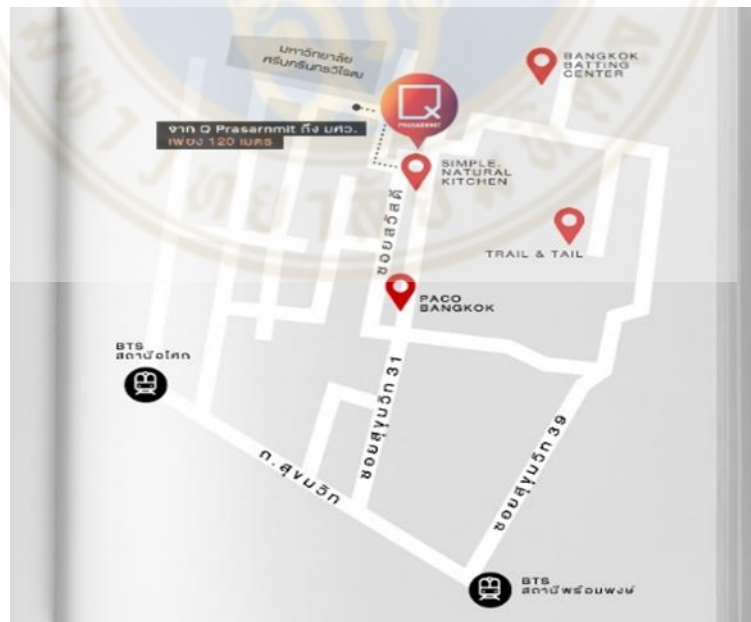 มหาวิทยาลัย
ศรีนครินทรวิโรฒ
BANGKOK
BATTING
CENTER
PRASARNMIT
จาก Q Prasarnmit ถึง มศว.
เพียง 120 เมตร
SIMPLE.
NATURAL
KITCHEN
ซอยสวัสดี
TRAIL & TAIL
PACO
BANGKOK
BTS
สถานีอโศก
ซอยสุขุมวิท 31
ซอยสุขุมวิท 39
ถ.สุขุมวิท
BTS
สถานีพร้อมพงษ์